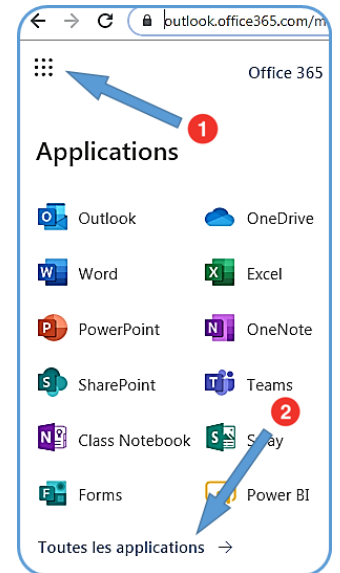 outlook.office365.com/m
Office 365
1
Applications
Outlook OneDrive
Word Excel
PowerPoint OneNote
SharePoint Teams
2
Class Notebook
Forms Power BI
Toutes les applications →